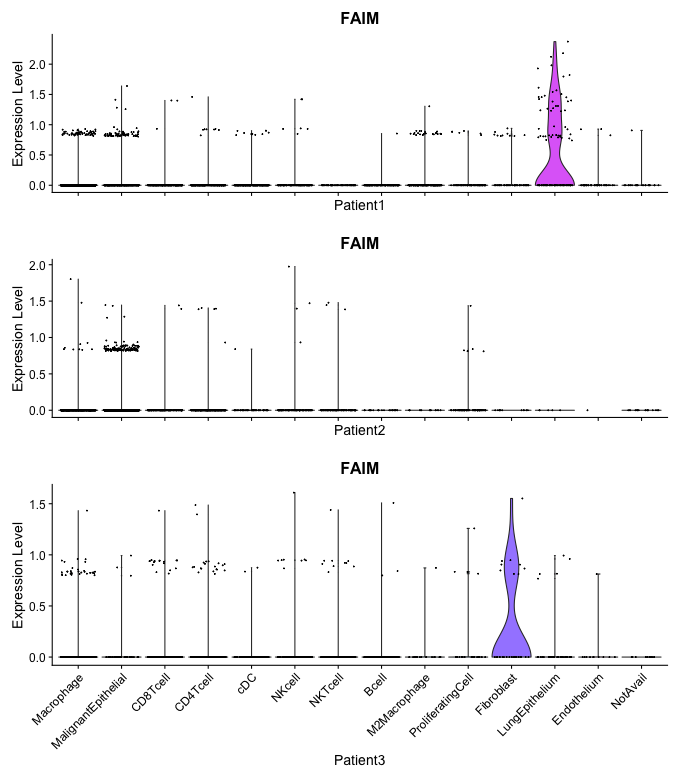 FAIM
Expression Level
2.0
1.5
1.0
0.5
0.0
Patient1
FAIM
Expression Level
2.0
1.5
1.0
0.5
0.0
Patient2
FAIM
Expression Level
1.5
1.0
0.5
0.0
Macrophage
MalignantEpithelial
CD8Tcell
CD4Tcell
cDC
NKcell
NKTcell
Bcell
M2Macrophage
ProliferatingCell
Fibroblast
LungEpithelium
Endothelium
NotAvail
Patient3